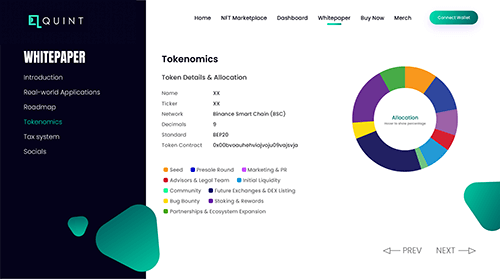 QUINT
Home NFT Marketplace Dashboard Whitepaper Buy Now Merch Connect Wallet
WHITEPAPER
Introduction
Real-world Applications
Roadmap
Tokenomics
Tax system
Socials
Tokenomics
Token Details & Allocation
Name XX
Ticker XX
Network Binance Smart Chain (BSC)
Decimals 9
Standard BEP20
Token Contract
Seed Presale Round Marketing & PR
Advisors & Legal Team Initial Liquidity
Community Future Exchanges & DEX Listing
Bug Bounty Staking & Rewards
Partnerships & Ecosystem Expansion
Allocation
Hover to show percentage
PREV NEXT